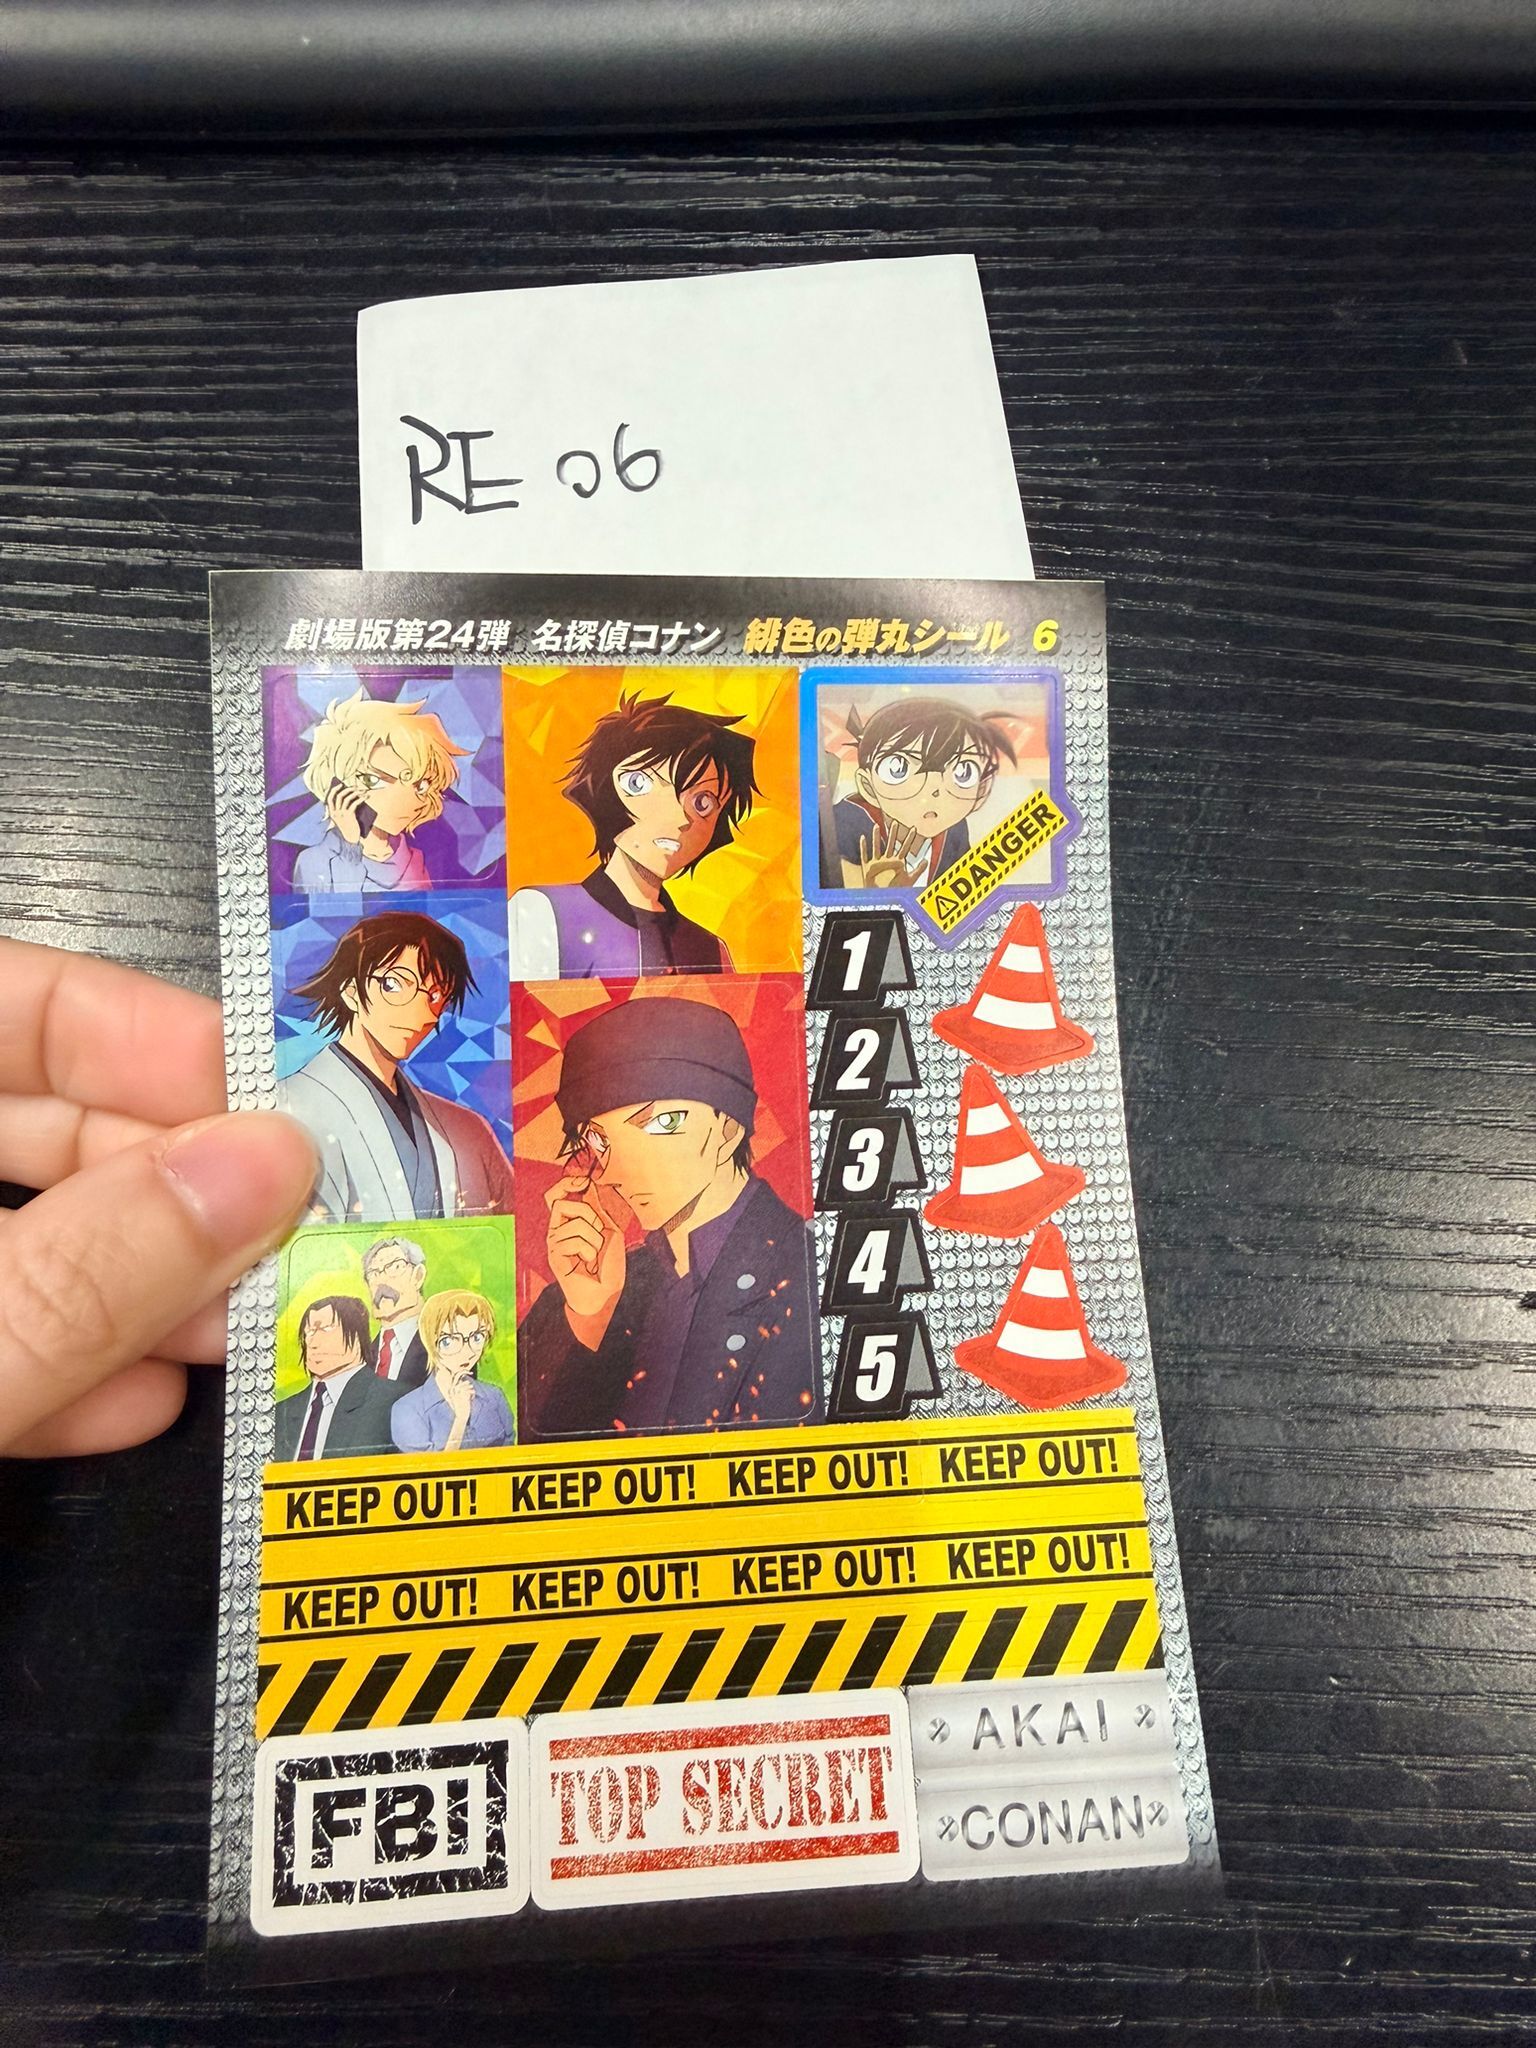 RE 06
劇場版第24弾 名探偵コナン 緋色の弾丸シール 6
⚠DANGER
1
2
3
4
5
KEEP OUT! KEEP OUT! KEEP OUT! KEEP OUT!
KEEP OUT! KEEP OUT! KEEP OUT! KEEP OUT!
FBI
TOP SECRET
AKAI
CONAN